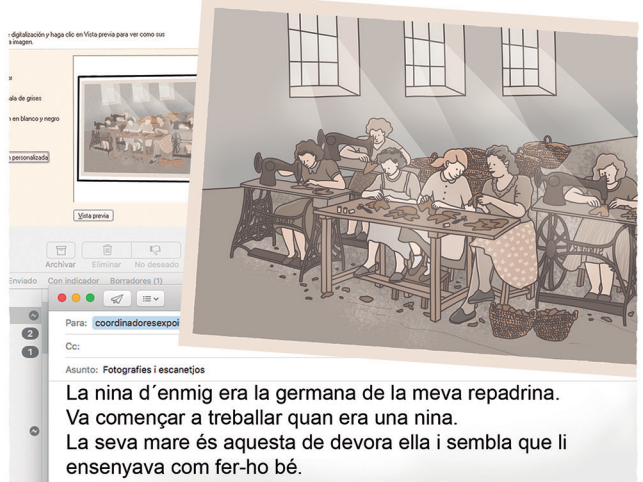 digitalización y haga clic en Vista previa para ver como sus
imagen.
ala de grises
en blanco y negro
personalizada
Vista previa
Archivar Eliminar No deseado
Enviado Con indicador Borradores (1)
2
1
Para: coordinadoresexpoi
Cc:
Asunto: Fotografies i escanetjos
La nina d´enmig era la germana de la meva repadrina.
Va començar a treballar quan era una nina.
La seva mare és aquesta de devora ella i sembla que li
ensenyava com fer-ho bé.